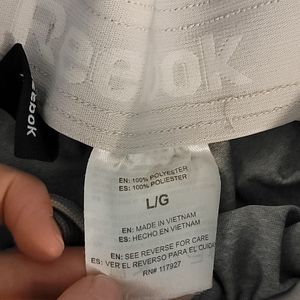 Reebok
Reebok
EN: 100% POLYESTER
ES: 100% POLIESTER
L/G
EN: MADE IN VIETNAM
ES: HECHO EN VIETNAM
EN: SEE REVERSE FOR CARE
ES: VER EL REVERSO PARA EL CUIDADO
RN# 117927